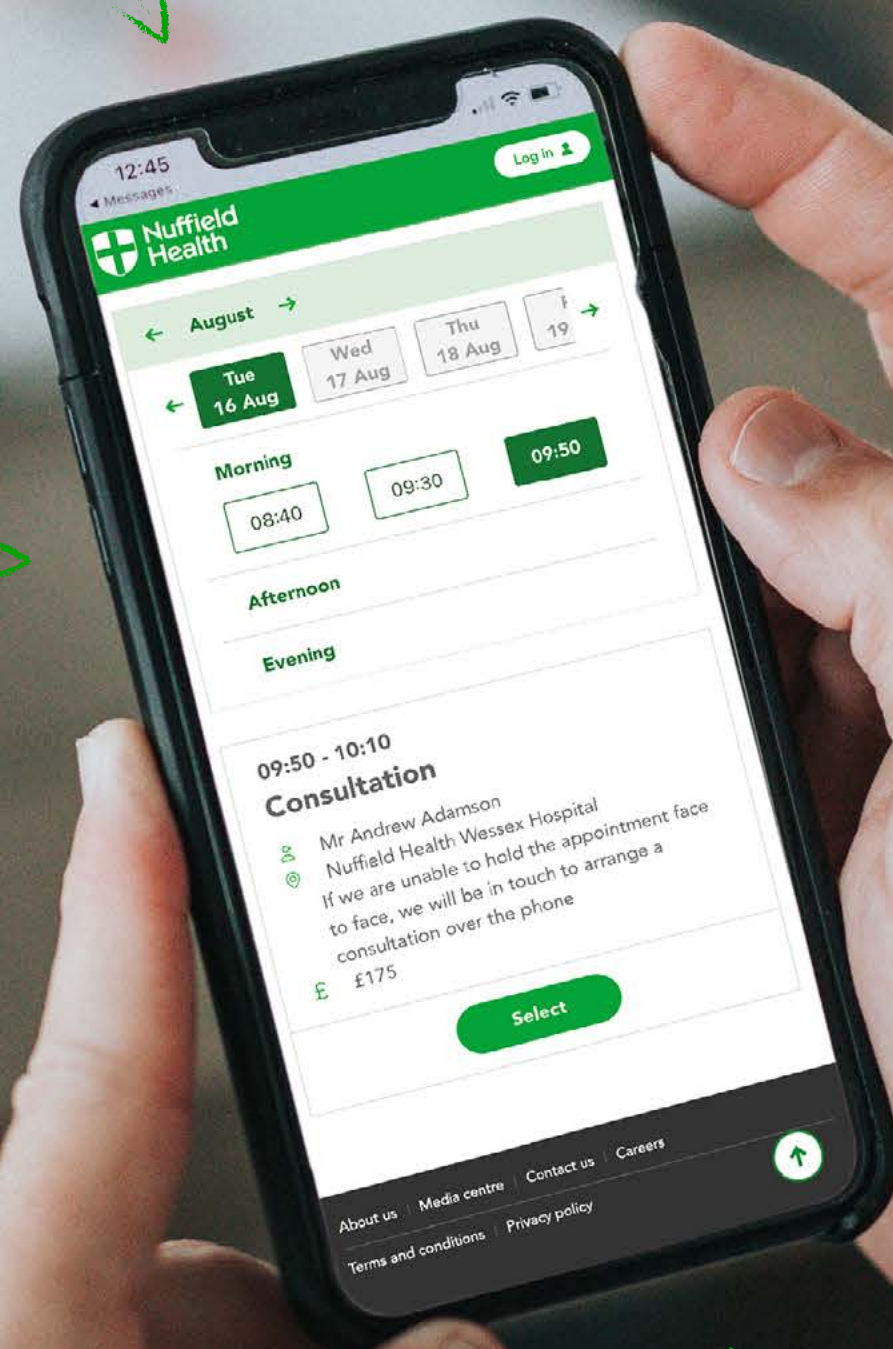 12:45
Messages
Log in
Nuffield
Health
August
Tue
16 Aug
Wed
17 Aug
Thu
18 Aug
19
Morning
08:40
09:30
09:50
Afternoon
Evening
09:50 - 10:10
Consultation
Mr Andrew Adamson
Nuffield Health Wessex Hospital
If we are unable to hold the appointment face
to face, we will be in touch to arrange a
consultation over the phone
£ £175
Select
About us Media centre Contact us Careers
Terms and conditions Privacy policy